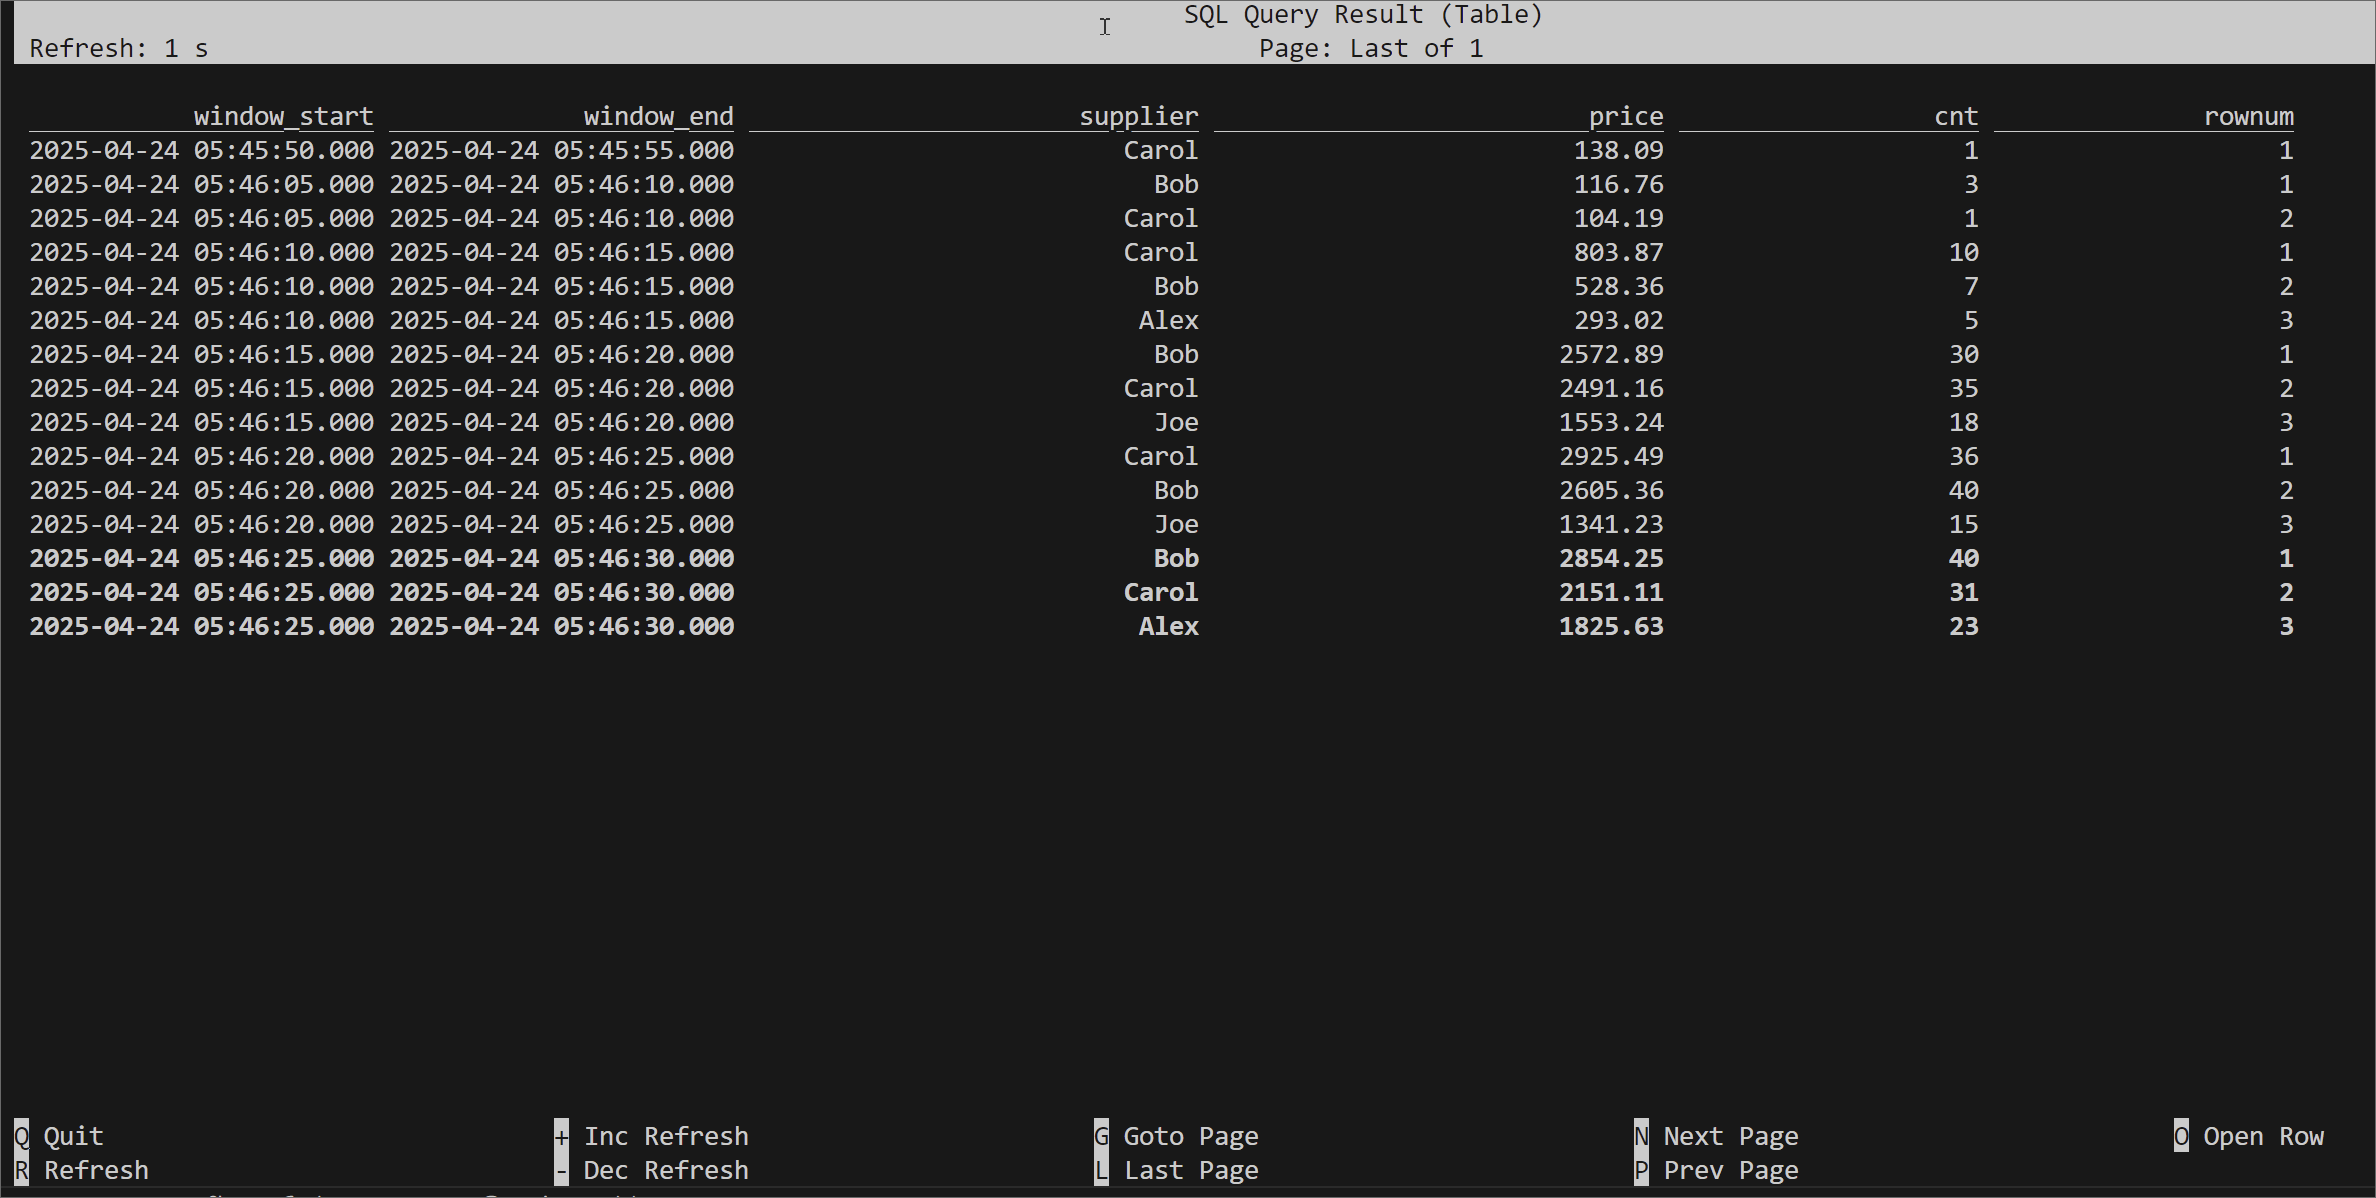 SQL Query Result (Table)
Refresh: 1 s Page: Last of 1
window_start window_end supplier price cnt rownum
2025-04-24 05:45:50.000 2025-04-24 05:45:55.000 Carol 138.09 1 1
2025-04-24 05:46:05.000 2025-04-24 05:46:10.000 Bob 116.76 3 1
2025-04-24 05:46:05.000 2025-04-24 05:46:10.000 Carol 104.19 1 2
2025-04-24 05:46:10.000 2025-04-24 05:46:15.000 Carol 803.87 10 1
2025-04-24 05:46:10.000 2025-04-24 05:46:15.000 Bob 528.36 7 2
2025-04-24 05:46:10.000 2025-04-24 05:46:15.000 Alex 293.02 5 3
2025-04-24 05:46:15.000 2025-04-24 05:46:20.000 Bob 2572.89 30 1
2025-04-24 05:46:15.000 2025-04-24 05:46:20.000 Carol 2491.16 35 2
2025-04-24 05:46:15.000 2025-04-24 05:46:20.000 Joe 1553.24 18 3
2025-04-24 05:46:20.000 2025-04-24 05:46:25.000 Carol 2925.49 36 1
2025-04-24 05:46:20.000 2025-04-24 05:46:25.000 Bob 2605.36 40 2
2025-04-24 05:46:20.000 2025-04-24 05:46:25.000 Joe 1341.23 15 3
2025-04-24 05:46:25.000 2025-04-24 05:46:30.000 Bob 2854.25 40 1
2025-04-24 05:46:25.000 2025-04-24 05:46:30.000 Carol 2151.11 31 2
2025-04-24 05:46:25.000 2025-04-24 05:46:30.000 Alex 1825.63 23 3
Q Quit + Inc Refresh G Goto Page N Next Page O Open Row
R Refresh - Dec Refresh L Last Page P Prev Page